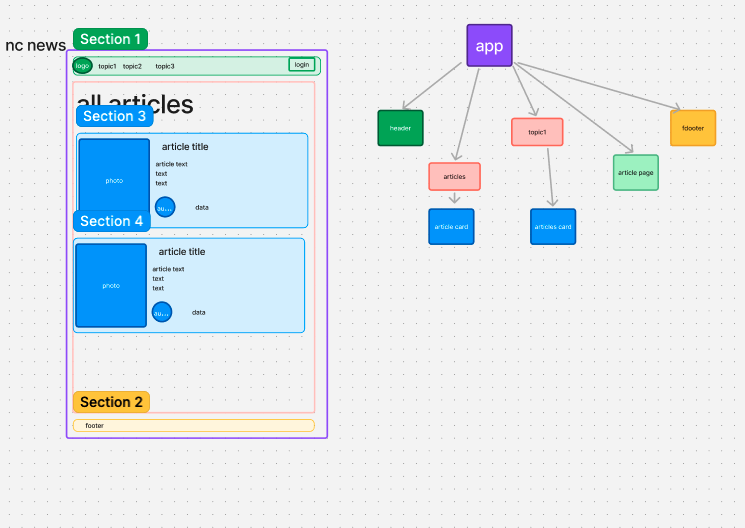 nc news
Section 1
logo
topic1
topic2
topic3
login
all articles
Section 3
photo
article title
article text
text
text
au...
data
Section 4
photo
article title
article text
text
text
au...
data
Section 2
footer
app
header
topic1
fdooter
articles
article page
article card
articles card